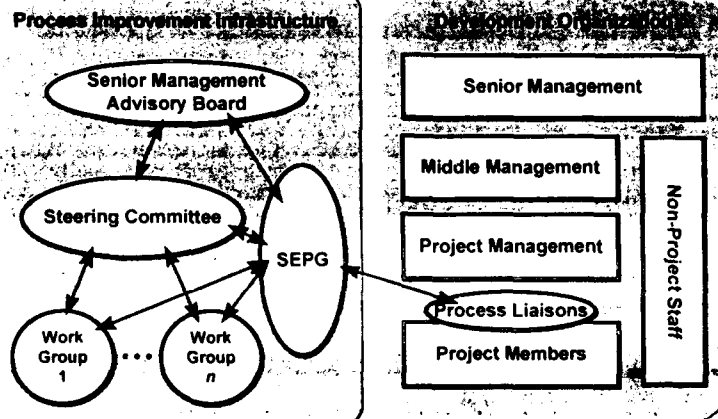 Process Improvement Infrastructure
Senior Management
Advisory Board
Steering Committee
SEPG
Work
Group
1
Work
Group
n
Development Organization
Senior Management
Middle Management
Project Management
Process Liaisons
Project Members
Non-Project Staff